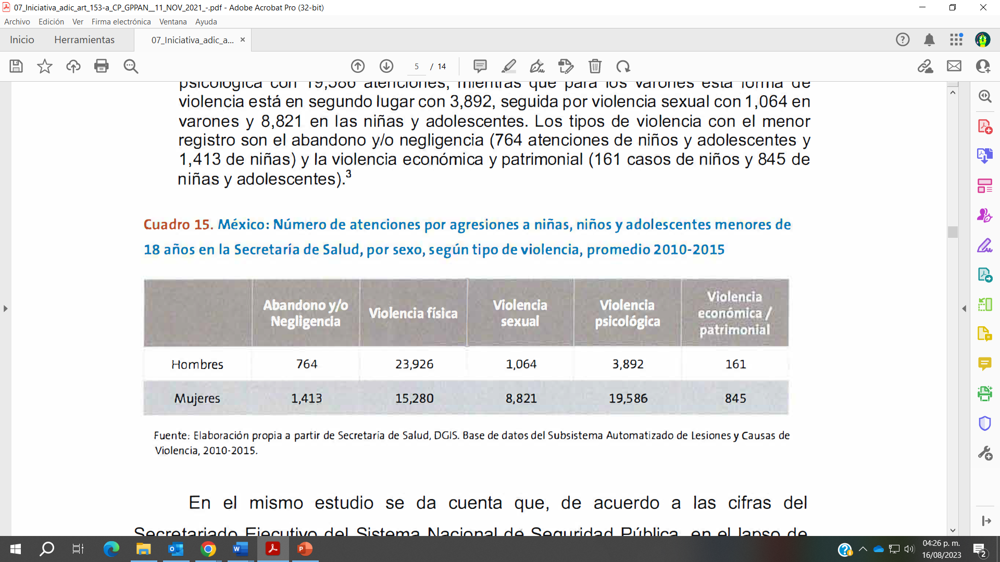 07_Iniciativa_adic_art_153-a_CP_GPPAN__11_NOV_2021_-.pdf - Adobe Acrobat Pro (32-bit)
Archivo Edición Ver Firma electrónica Ventana Ayuda
Inicio Herramientas 07_Iniciativa_adic_a... ×
5 / 14
psicológica con 19,586 atenciones, mientras que para los varones esta forma de
violencia está en segundo lugar con 3,892, seguida por violencia sexual con 1,064 en
varones y 8,821 en las niñas y adolescentes. Los tipos de violencia con el menor
registro son el abandono y/o negligencia (764 atenciones de niños y adolescentes y
1,413 de niñas) y la violencia económica y patrimonial (161 casos de niños y 845 de
niñas y adolescentes).³
Cuadro 15. México: Número de atenciones por agresiones a niñas, niños y adolescentes menores de
18 años en la Secretaría de Salud, por sexo, según tipo de violencia, promedio 2010-2015
Abandono y/o Negligencia Violencia física Violencia sexual Violencia psicológica Violencia económica / patrimonial
Hombres 764 23,926 1,064 3,892 161
Mujeres 1,413 15,280 8,821 19,586 845
Fuente: Elaboración propia a partir de Secretaría de Salud, DGIS. Base de datos del Subsistema Automatizado de Lesiones y Causas de
Violencia, 2010-2015.
En el mismo estudio se da cuenta que, de acuerdo a las cifras del
Secretariado Ejecutivo del Sistema Nacional de Seguridad Pública, en el lapso de
04:26 p. m.
16/08/2023
2